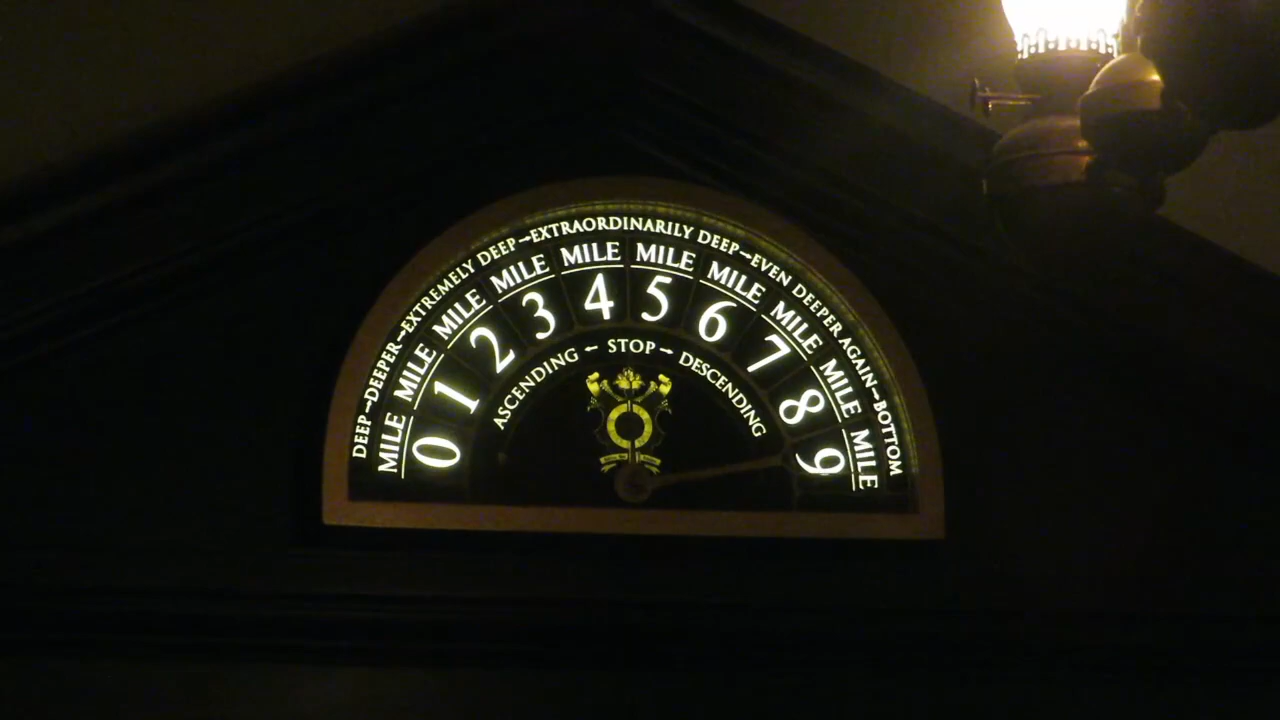 DEEP→DEEPER→EXTREMELY DEEP→EXTRAORDINARILY DEEP→EVEN DEEPER AGAIN→BOTTOM
MILE MILE MILE MILE MILE MILE MILE MILE MILE MILE
0 1 2 3 4 5 6 7 8 9
ASCENDING ← STOP → DESCENDING